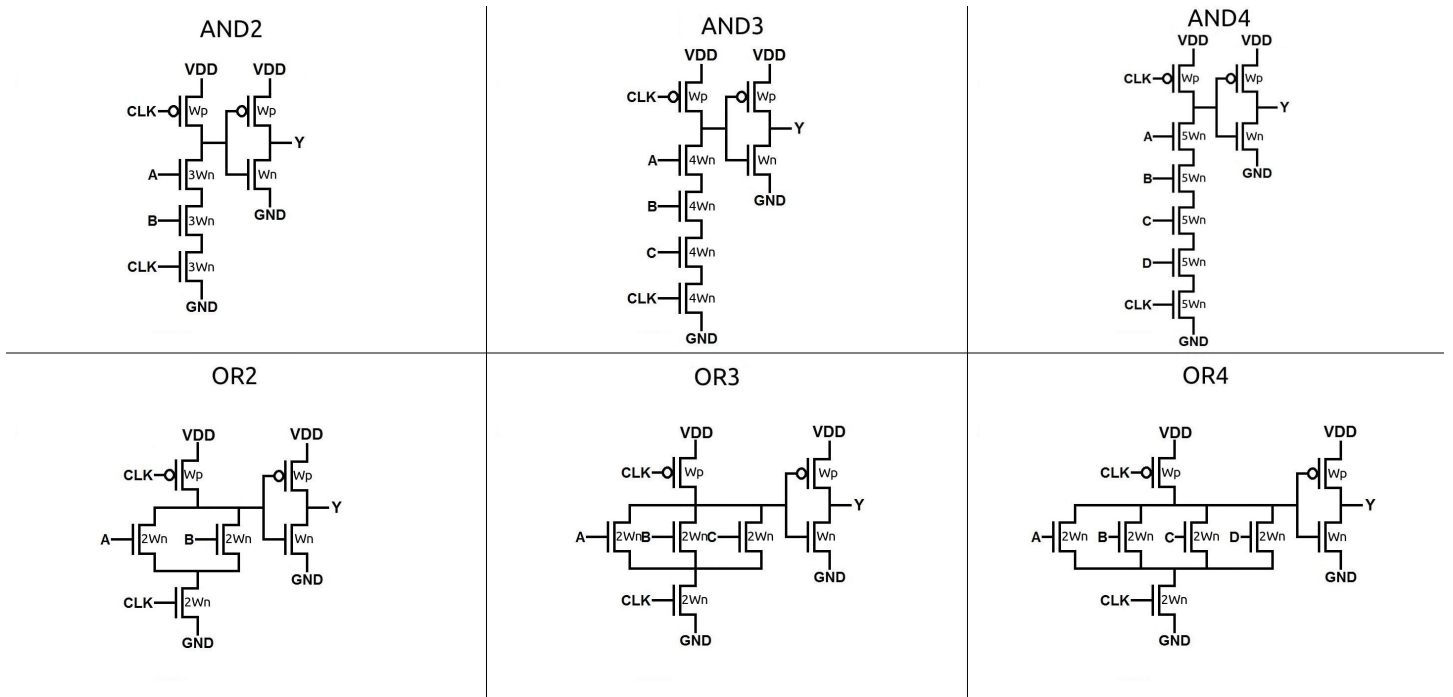 AND2
VDD VDD
CLK Wp Wp
Y
A 3Wn Wn
B 3Wn
GND
CLK 3Wn
GND
AND3
VDD VDD
CLK Wp Wp
Y
A 4Wn Wn
B 4Wn
GND
C 4Wn
CLK 4Wn
GND
AND4
VDD VDD
CLK Wp Wp
Y
A 5Wn Wn
GND
B 5Wn
C 5Wn
D 5Wn
CLK 5Wn
GND
OR2
VDD VDD
CLK Wp Wp
Y
A 2Wn B 2Wn Wn
GND
CLK 2Wn
GND
OR3
VDD VDD
CLK Wp Wp
Y
A 2Wn B 2Wn C 2Wn Wn
GND
CLK 2Wn
GND
OR4
VDD VDD
CLK Wp Wp
Y
A 2Wn B 2Wn C 2Wn D 2Wn Wn
GND
CLK 2Wn
GND